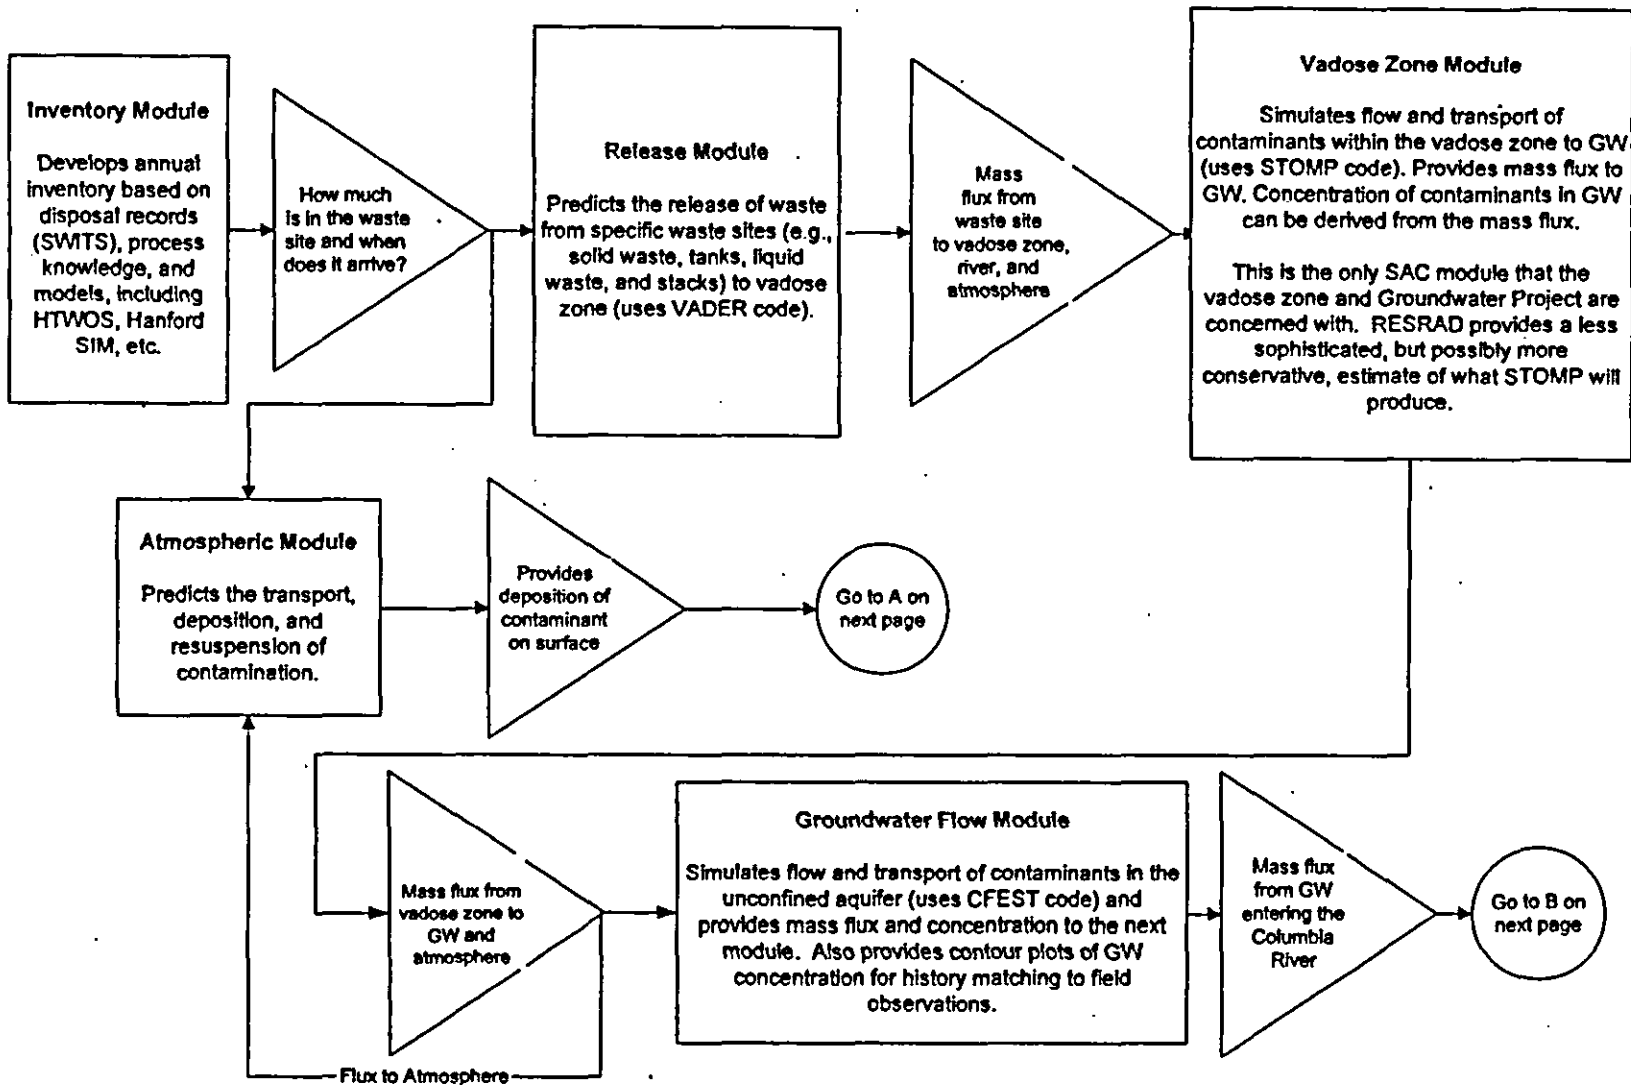 Inventory Module
Develops annual
inventory based on
disposal records
(SWITS), process
knowledge, and
models, including
HTWOS, Hanford
SIM, etc.
How much
is in the waste
site and when
does it arrive?
Release Module
Predicts the release of waste
from specific waste sites (e.g.,
solid waste, tanks, liquid
waste, and stacks) to vadose
zone (uses VADER code).
Mass
flux from
waste site
to vadose zone,
river, and
atmosphere
Vadose Zone Module
Simulates flow and transport of
contaminants within the vadose zone to GW
(uses STOMP code). Provides mass flux to
GW. Concentration of contaminants in GW
can be derived from the mass flux.
This is the only SAC module that the
vadose zone and Groundwater Project are
concerned with. RESRAD provides a less
sophisticated, but possibly more
conservative, estimate of what STOMP will
produce.
Atmospheric Module
Predicts the transport,
deposition, and
resuspension of
contamination.
Provides
deposition of
contaminant
on surface
Go to A on
next page
Mass flux from
vadose zone to
GW and
atmosphere
Groundwater Flow Module
Simulates flow and transport of contaminants in the
unconfined aquifer (uses CFEST code) and
provides mass flux and concentration to the next
module. Also provides contour plots of GW
concentration for history matching to field
observations.
Mass flux
from GW
entering the
Columbia
River
Go to B on
next page
Flux to Atmosphere